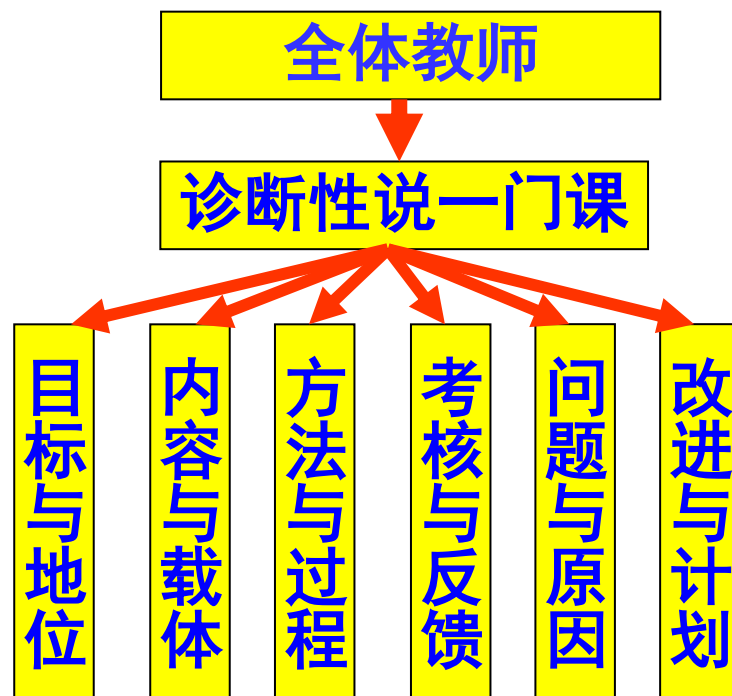 全体教师
诊断性说一门课
目标与地位
内容与载体
方法与过程
考核与反馈
问题与原因
改进与计划